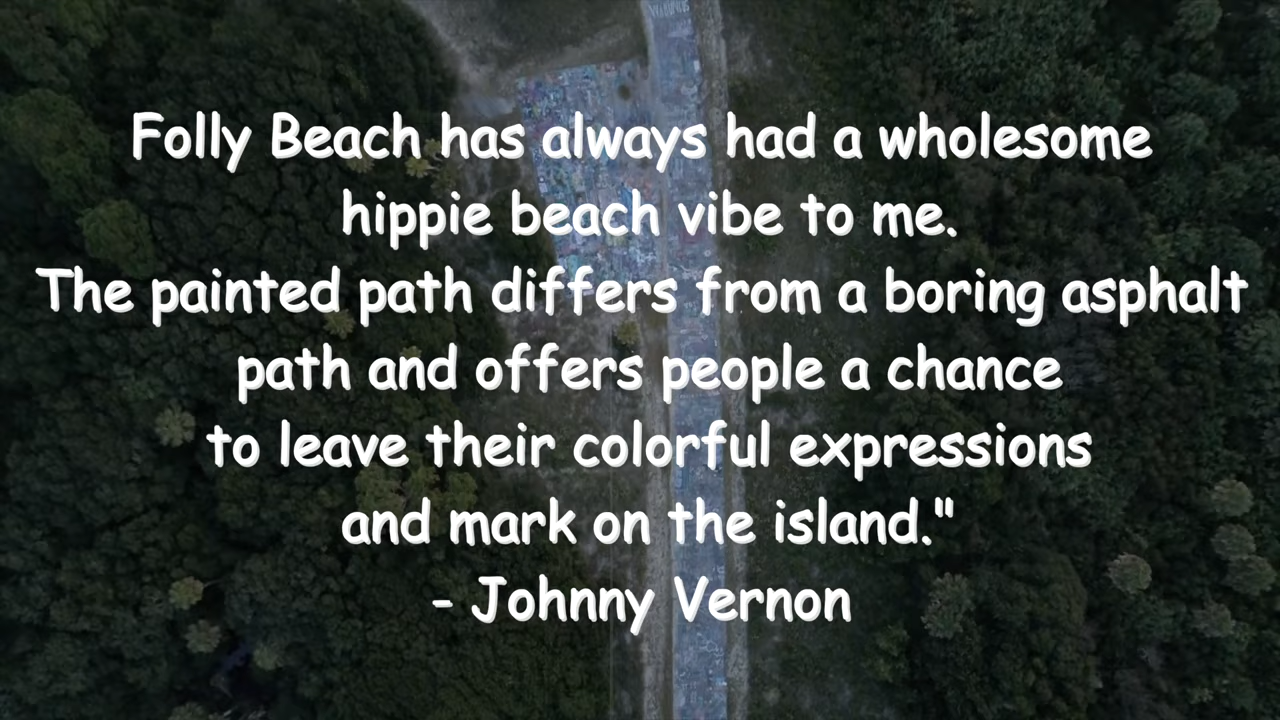 Folly Beach has always had a wholesome
hippie beach vibe to me.
The painted path differs from a boring asphalt
path and offers people a chance
to leave their colorful expressions
and mark on the island."
- Johnny Vernon